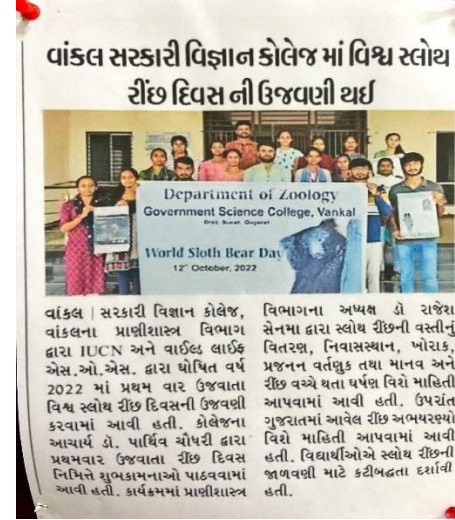 વાંકલ સરકારી વિજ્ઞાન કોલેજ માં વિશ્વ સ્લોથ
રીંછ દિવસ ની ઉજવણી થઈ
Department of Zoology
Government Science College, Vankal
Dist. Surat, Gujarat
World Sloth Bear Day
12th October, 2022
વાંકલ | સરકારી વિજ્ઞાન કોલેજ,
વાંકલના પ્રાણીશાસ્ત્ર વિભાગ
દ્વારા IUCN અને વાઈલ્ડ લાઈફ
એસ.ઓ.એસ. દ્વારા ઘોષિત વર્ષ
2022 માં પ્રથમ વાર ઉજવાતા
વિશ્વ સ્લોથ રીંછ દિવસની ઉજવણી
કરવામાં આવી હતી. કોલેજના
આચાર્ય ડૉ. પાર્થિવ ચૌધરી દ્વારા
પ્રથમવાર ઉજવાતા રીંછ દિવસ
નિમિત્તે શુભકામનાઓ પાઠવવામાં
આવી હતી. કાર્યક્રમમાં પ્રાણીશાસ્ત્ર
વિભાગના અધ્યક્ષ ડૉ રાજેશ
સેનમા દ્વારા સ્લોથ રીંછની વસ્તીનું
વિતરણ, નિવાસસ્થાન, ખોરાક,
પ્રજનન વર્તણુક તથા માનવ અને
રીંછ વચ્ચે થતા ઘર્ષણ વિશે માહિતી
આપવામાં આવી હતી. ઉપરાંત
ગુજરાતમાં આવેલ રીંછ અભયરણ્યો
વિશે માહિતી આપવામાં આવી
હતી. વિદ્યાર્થીઓએ સ્લોથ રીંછની
જાળવણી માટે કટીબદ્ધતા દર્શાવી
હતી.